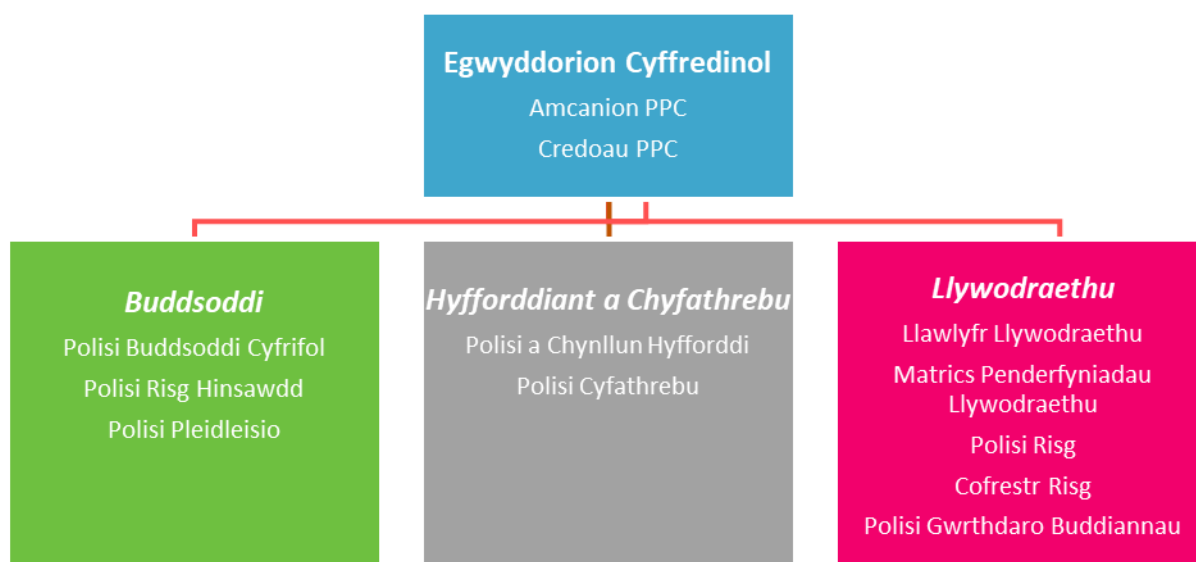 Egwyddorion Cyffredinol
Amcanion PPC
Credoau PPC
Buddsoddi
Polisi Buddsoddi Cyfrifol
Polisi Risg Hinsawdd
Polisi Pleidleisio
Hyfforddiant a Chyfathrebu
Polisi a Chynllun Hyfforddi
Polisi Cyfathrebu
Llywodraethu
Llawlyfr Llywodraethu
Matrics Penderfyniadau
Llywodraethu
Polisi Risg
Cofrestr Risg
Polisi Gwrthdaro Buddiannau